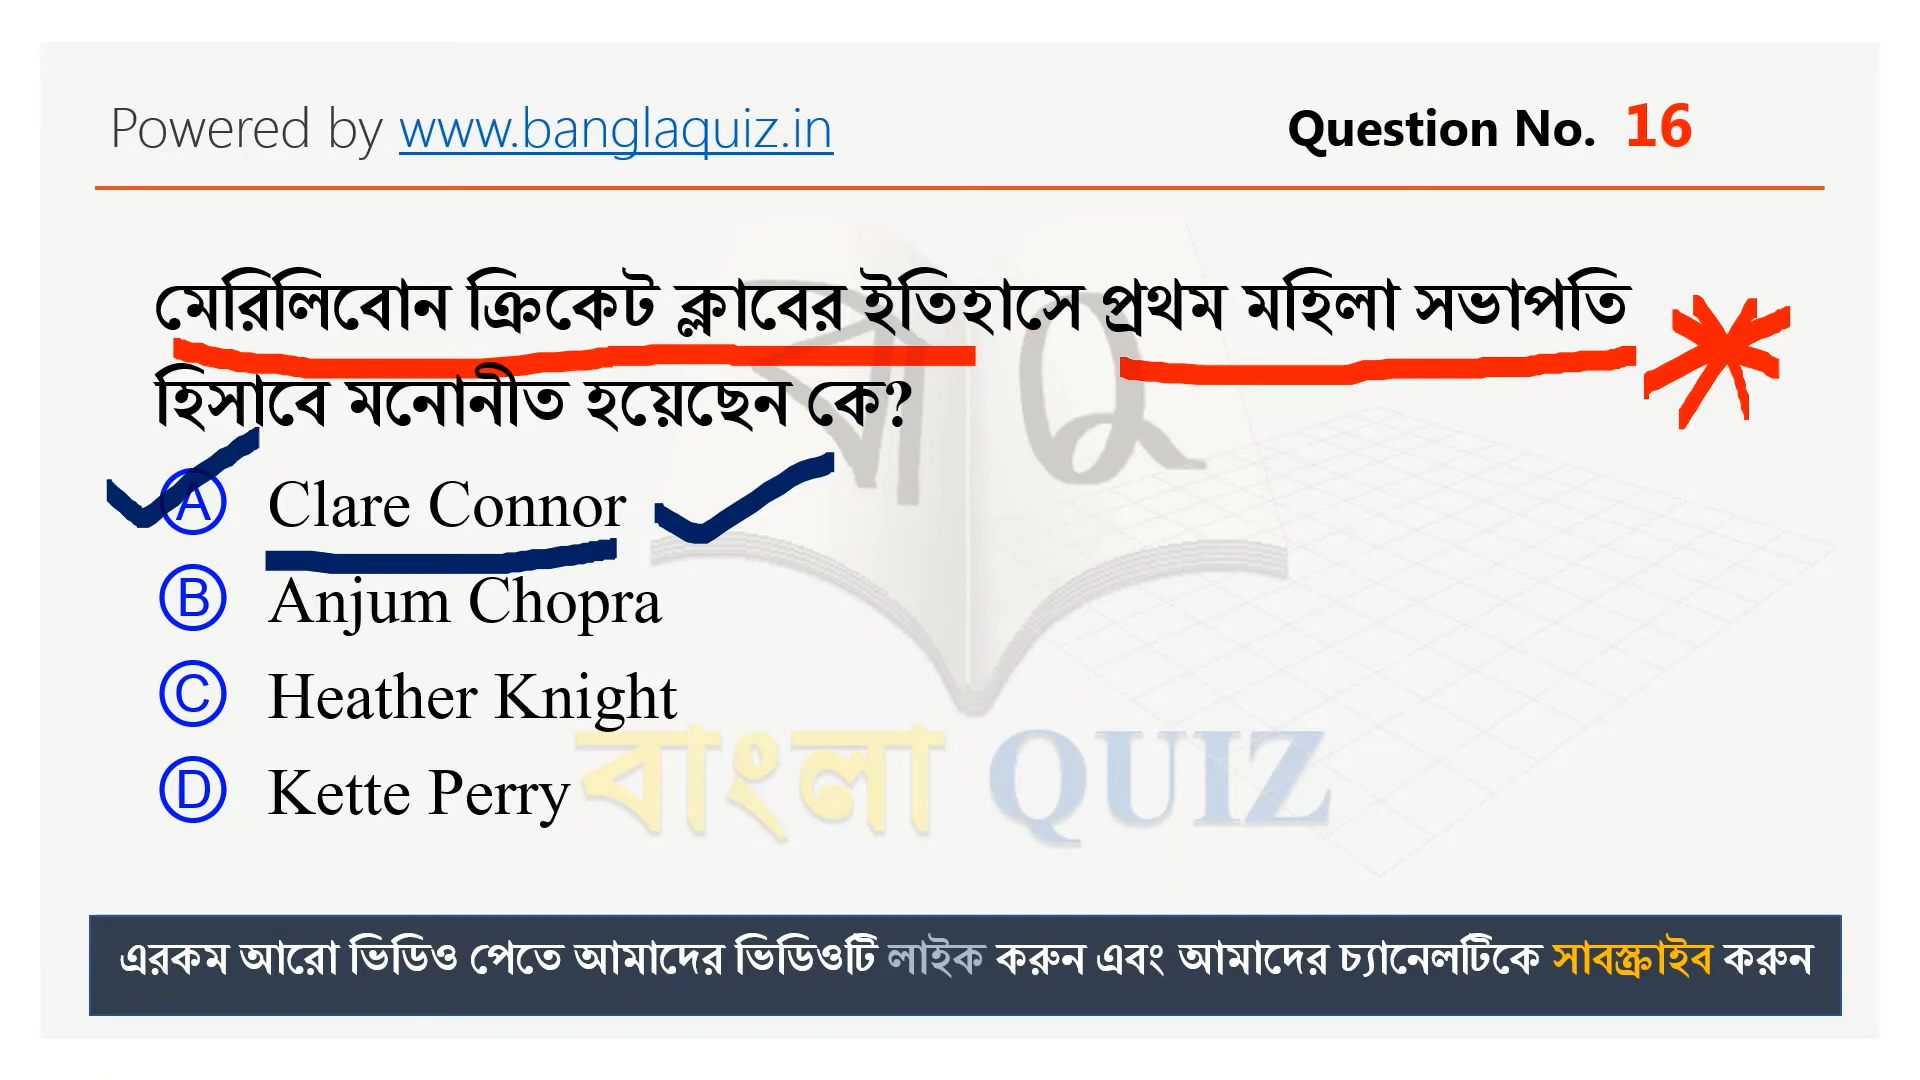 Powered by www.banglaquiz.in
Question No. 16
মেরিলিবোন ক্রিকেট ক্লাবের ইতিহাসে প্রথম মহিলা সভাপতি
হিসাবে মনোনীত হয়েছেন কে?
A Clare Connor
B Anjum Chopra
C Heather Knight
D Kette Perry
বাংলা QUIZ
এরকম আরো ভিডিও পেতে আমাদের ভিডিওটি লাইক করুন এবং আমাদের চ্যানেলটিকে সাবস্ক্রাইব করুন